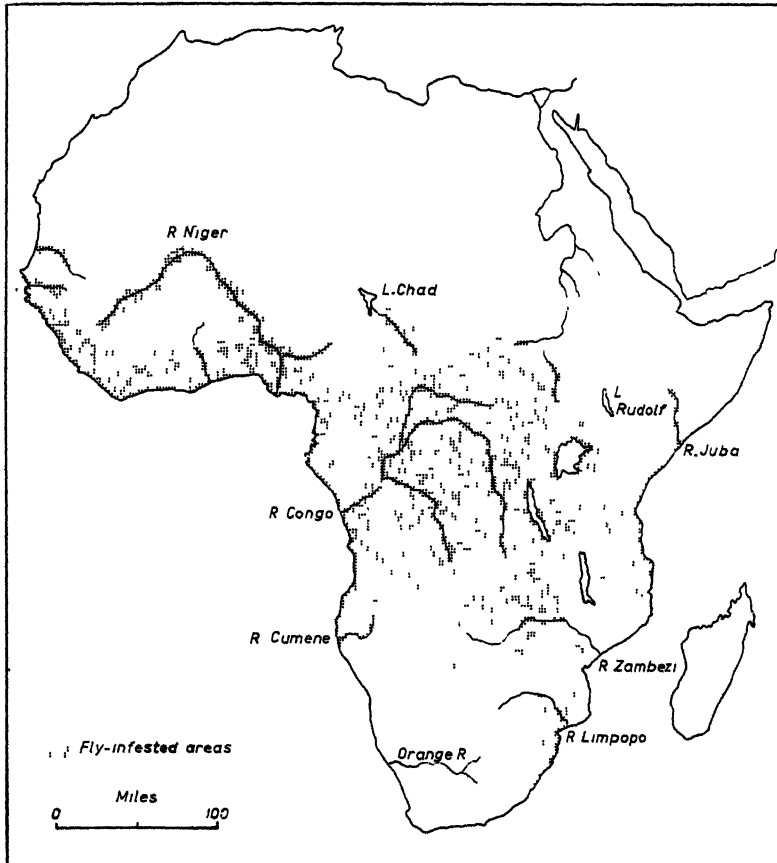 R Niger
L. Chad
L
Rudolf
R. Juba
R Congo
R Cumene
R Zambezi
R Limpopo
Orange R
Fly-infested areas
Miles
0 100